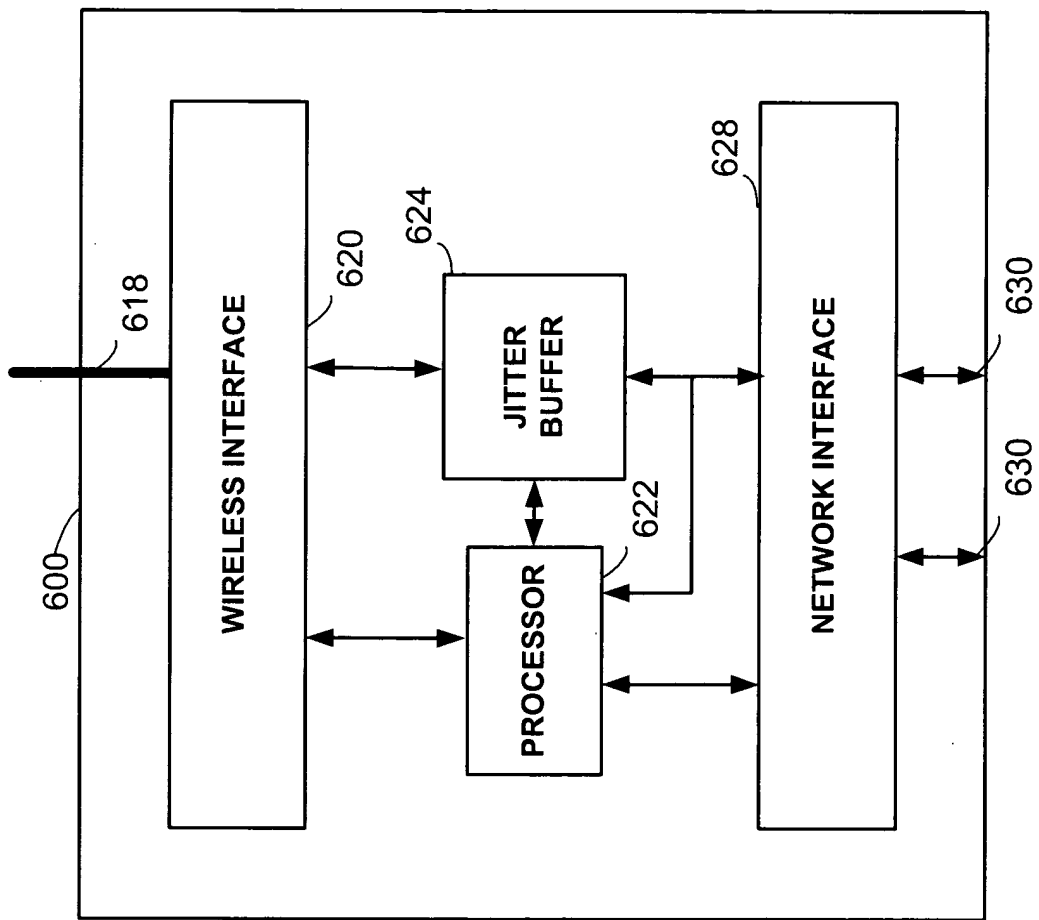 600
618
WIRELESS INTERFACE
620
624
JITTER
BUFFER
PROCESSOR
622
628
NETWORK INTERFACE
630
630